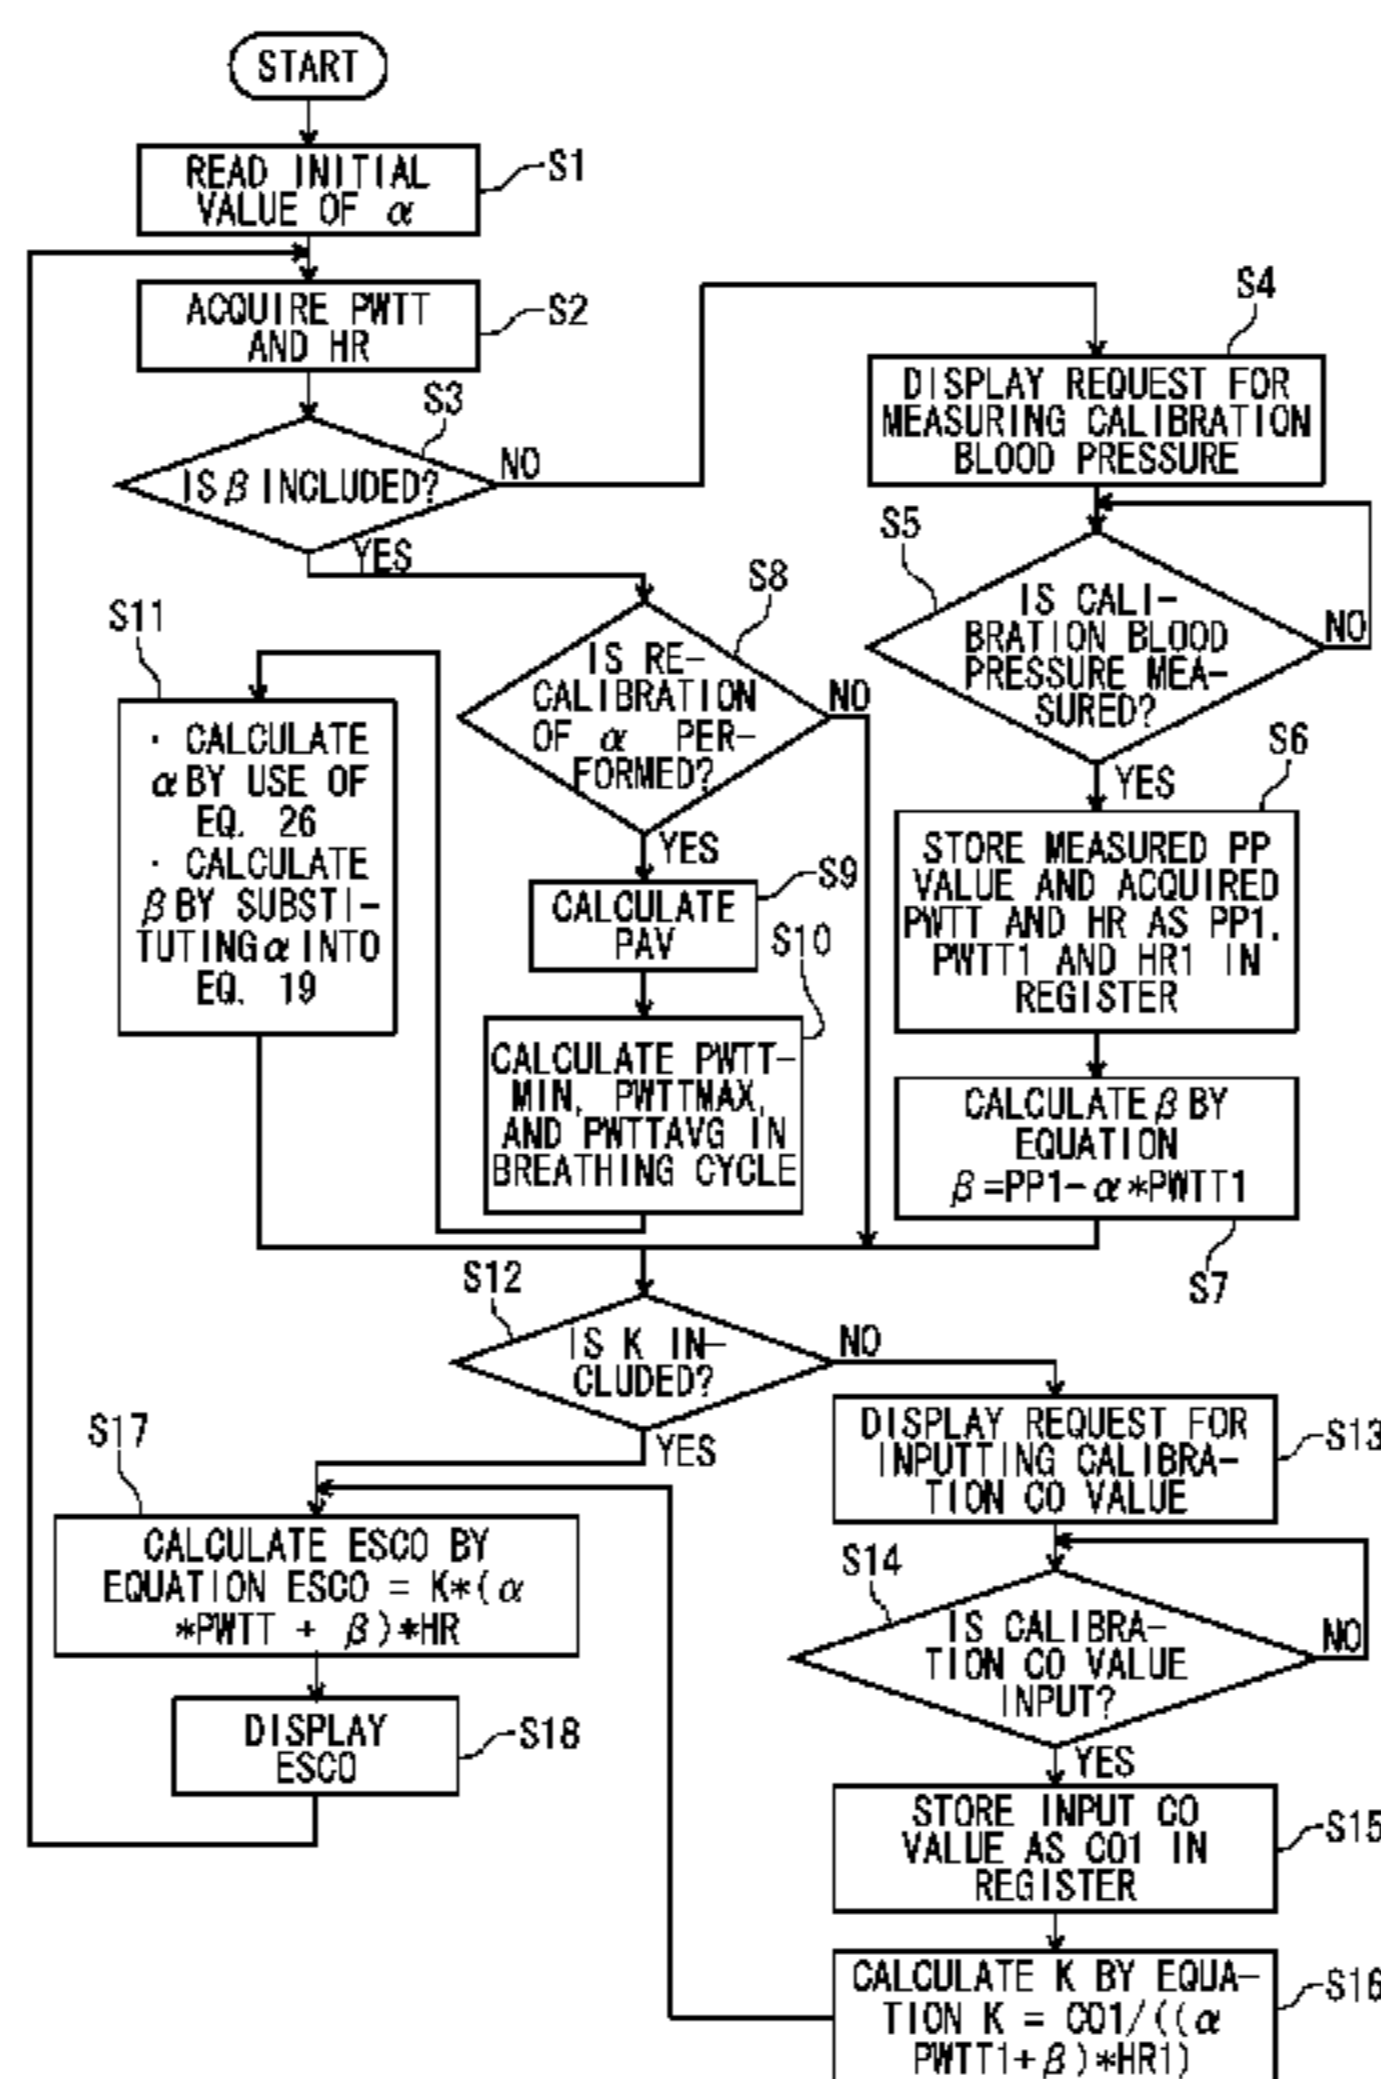 START
READ INITIAL
VALUE OF α
S1
ACQUIRE PWTT
AND HR
S2
S3
IS β INCLUDED?
NO
YES
S4
DISPLAY REQUEST FOR
MEASURING CALIBRATION
BLOOD PRESSURE
S5
IS CALI-
BRATION BLOOD
PRESSURE MEA-
SURED?
NO
YES
S6
STORE MEASURED PP
VALUE AND ACQUIRED
PWTT AND HR AS PP1,
PWTT1 AND HR1 IN
REGISTER
CALCULATE β BY
EQUATION
β=PP1-α*PWTT1
S7
S8
IS RE-
CALIBRATION
OF α PER-
FORMED?
NO
YES
S9
CALCULATE
PAV
S10
CALCULATE PWTT-
MIN, PWTTMAX,
AND PWTTAVG IN
BREATHING CYCLE
S11
· CALCULATE
α BY USE OF
EQ. 26
· CALCULATE
β BY SUBSTI-
TUTING α INTO
EQ. 19
S12
IS K IN-
CLUDED?
NO
YES
DISPLAY REQUEST FOR
INPUTTING CALIBRA-
TION CO VALUE
S13
S14
IS CALIBRA-
TION CO VALUE
INPUT?
NO
YES
STORE INPUT CO
VALUE AS CO1 IN
REGISTER
S15
CALCULATE K BY EQUA-
TION K = CO1/((α
PWTT1+β)*HR1)
S16
S17
CALCULATE ESCO BY
EQUATION ESCO = K*(α
*PWTT + β)*HR
DISPLAY
ESCO
S18